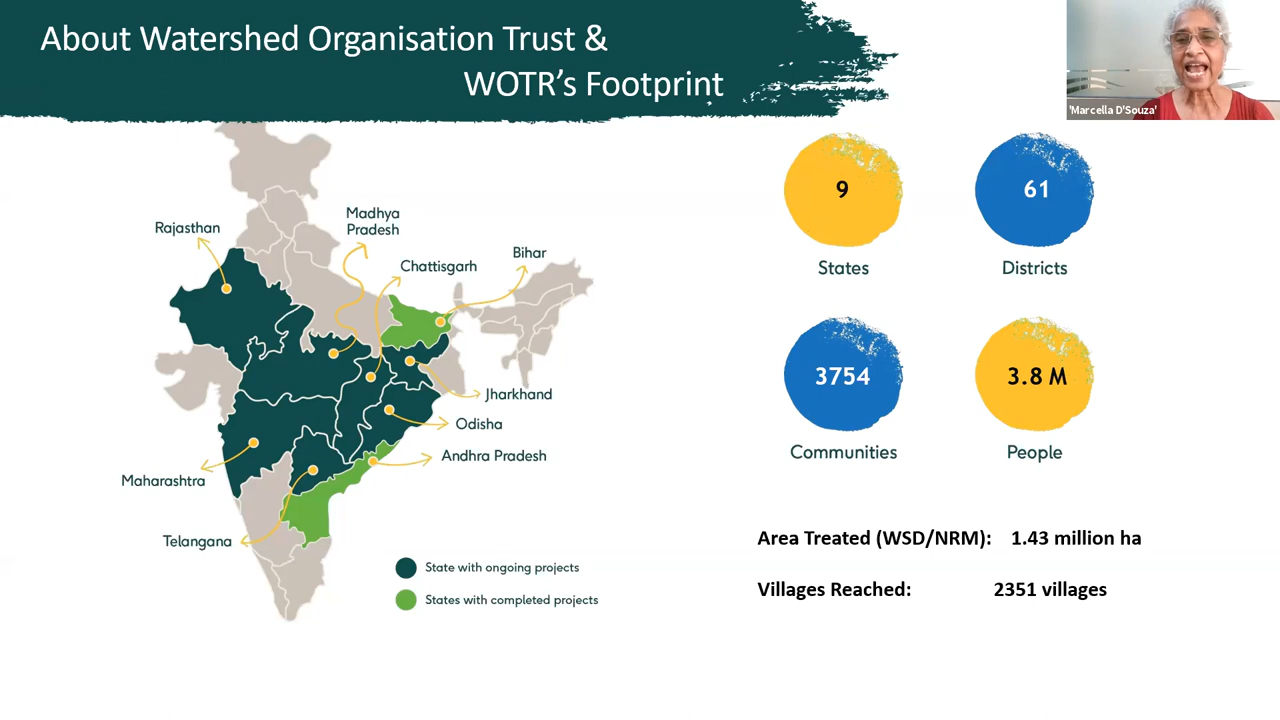 About Watershed Organisation Trust &
WOTR's Footprint
'Marcella D'Souza'
Rajasthan
Madhya
Pradesh
Chattisgarh
Bihar
Jharkhand
Odisha
Andhra Pradesh
Maharashtra
Telangana
State with ongoing projects
States with completed projects
9
States
61
Districts
3754
Communities
3.8 M
People
Area Treated (WSD/NRM): 1.43 million ha
Villages Reached: 2351 villages